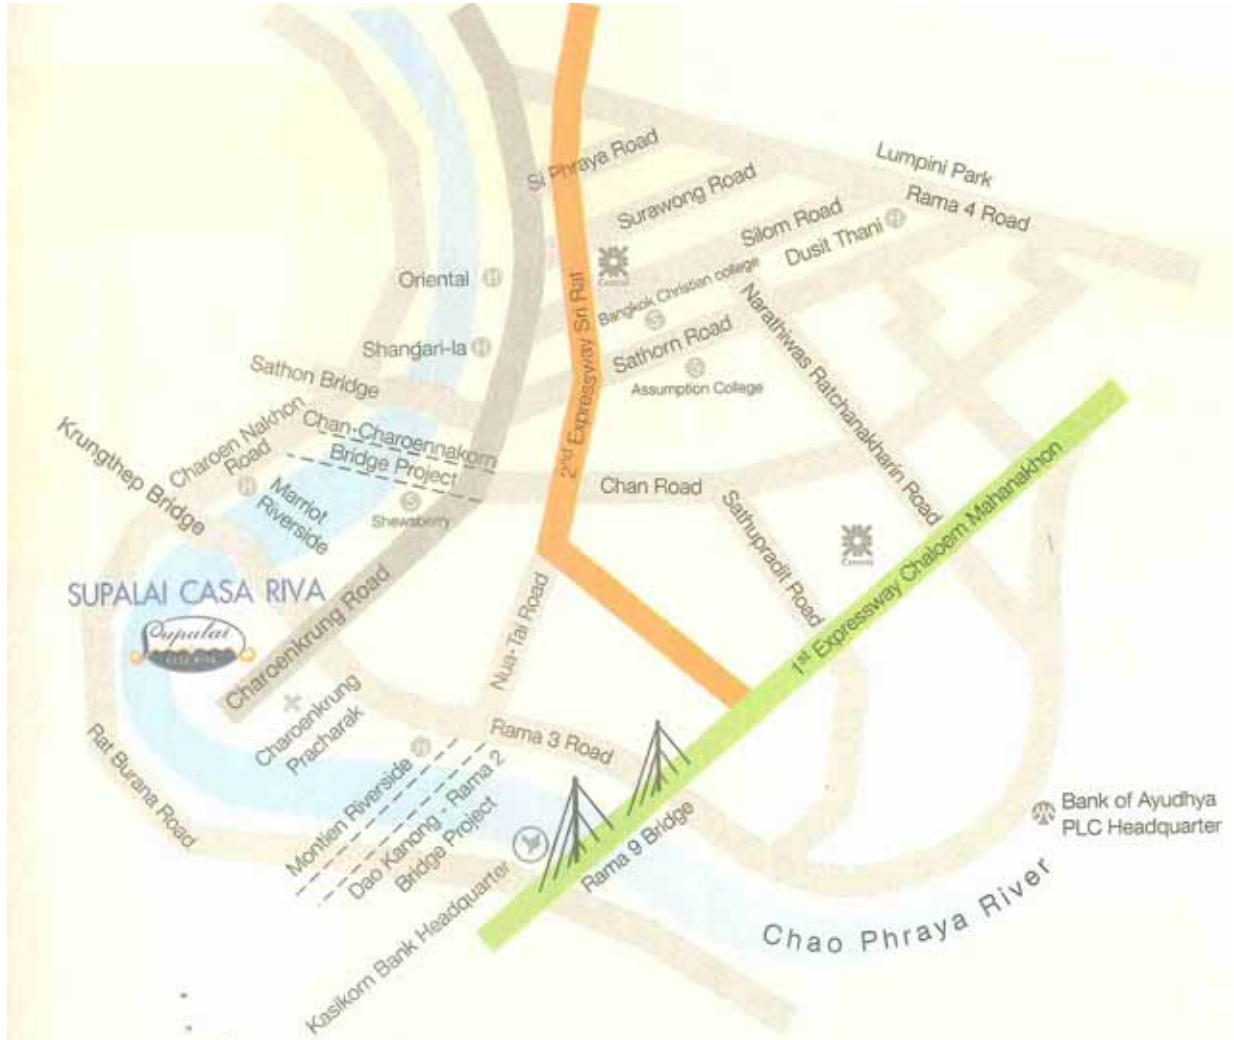 Lumpini Park
Rama 4 Road
Si Phraya Road
Surawong Road
Silom Road
Dusit Thani
H
Oriental H
Central
Bangkok Christian college
S
2nd Expressway Sri Rat
Narathiwas Ratchanakharin Road
Shangari-la H
Sathorn Road
S
Assumption College
Sathon Bridge
Charoen Nakhon
Road
Chan-Charoennakorn
Bridge Project
Krungthep Bridge
H
Marriot
Riverside
S
Shewsberry
Chan Road
Sathupradit Road
Central
1st Expressway Chaloem Mahanakhon
SUPALAI CASA RIVA
Supalai
CASA RIVA
Charoenkrung Road
Nua-Tai Road
Charoenkrung
Pracharak
Rama 3 Road
Rat Burana Road
H
Montien Riverside
Dao Kanong - Rama 2
Bridge Project
Rama 9 Bridge
Bank of Ayudhya
PLC Headquarter
Kasikorn Bank Headquarter
Chao Phraya River